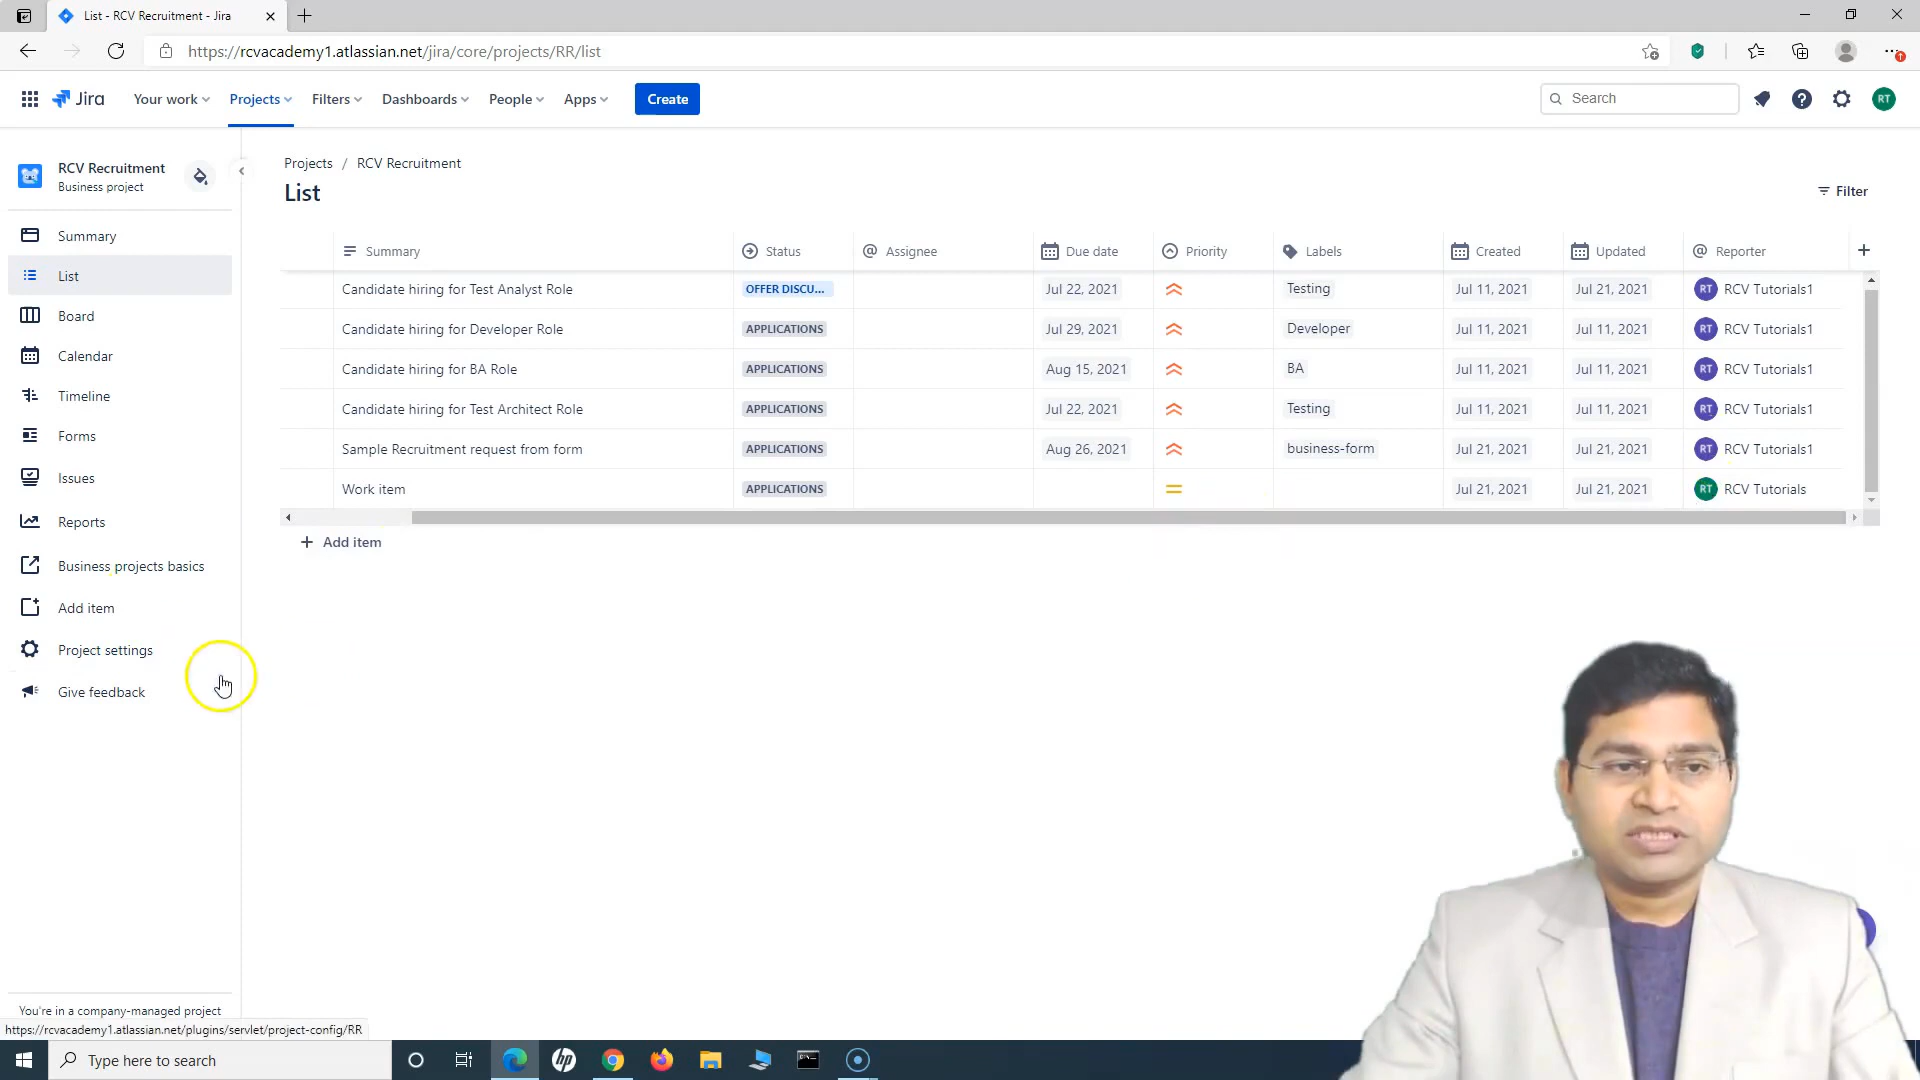 List - RCV Recruitment - Jira
https://rcvacademy1.atlassian.net/jira/core/projects/RR/list
Jira Your work Projects Filters Dashboards People Apps Create Search RT
RCV Recruitment
Business project
Projects / RCV Recruitment
List
Filter
Summary
List
Board
Calendar
Timeline
Forms
Issues
Reports
Business projects basics
Add item
Project settings
Give feedback
Summary Status @ Assignee Due date Priority Labels Created Updated @ Reporter +
Candidate hiring for Test Analyst Role OFFER DISCU... Jul 22, 2021 Testing Jul 11, 2021 Jul 21, 2021 RT RCV Tutorials1
Candidate hiring for Developer Role APPLICATIONS Jul 29, 2021 Developer Jul 11, 2021 Jul 11, 2021 RT RCV Tutorials1
Candidate hiring for BA Role APPLICATIONS Aug 15, 2021 BA Jul 11, 2021 Jul 11, 2021 RT RCV Tutorials1
Candidate hiring for Test Architect Role APPLICATIONS Jul 22, 2021 Testing Jul 11, 2021 Jul 11, 2021 RT RCV Tutorials1
Sample Recruitment request from form APPLICATIONS Aug 26, 2021 business-form Jul 21, 2021 Jul 21, 2021 RT RCV Tutorials1
Work item APPLICATIONS Jul 21, 2021 Jul 21, 2021 RT RCV Tutorials
+ Add item
You're in a company-managed project
https://rcvacademy1.atlassian.net/plugins/servlet/project-config/RR
Type here to search
hp